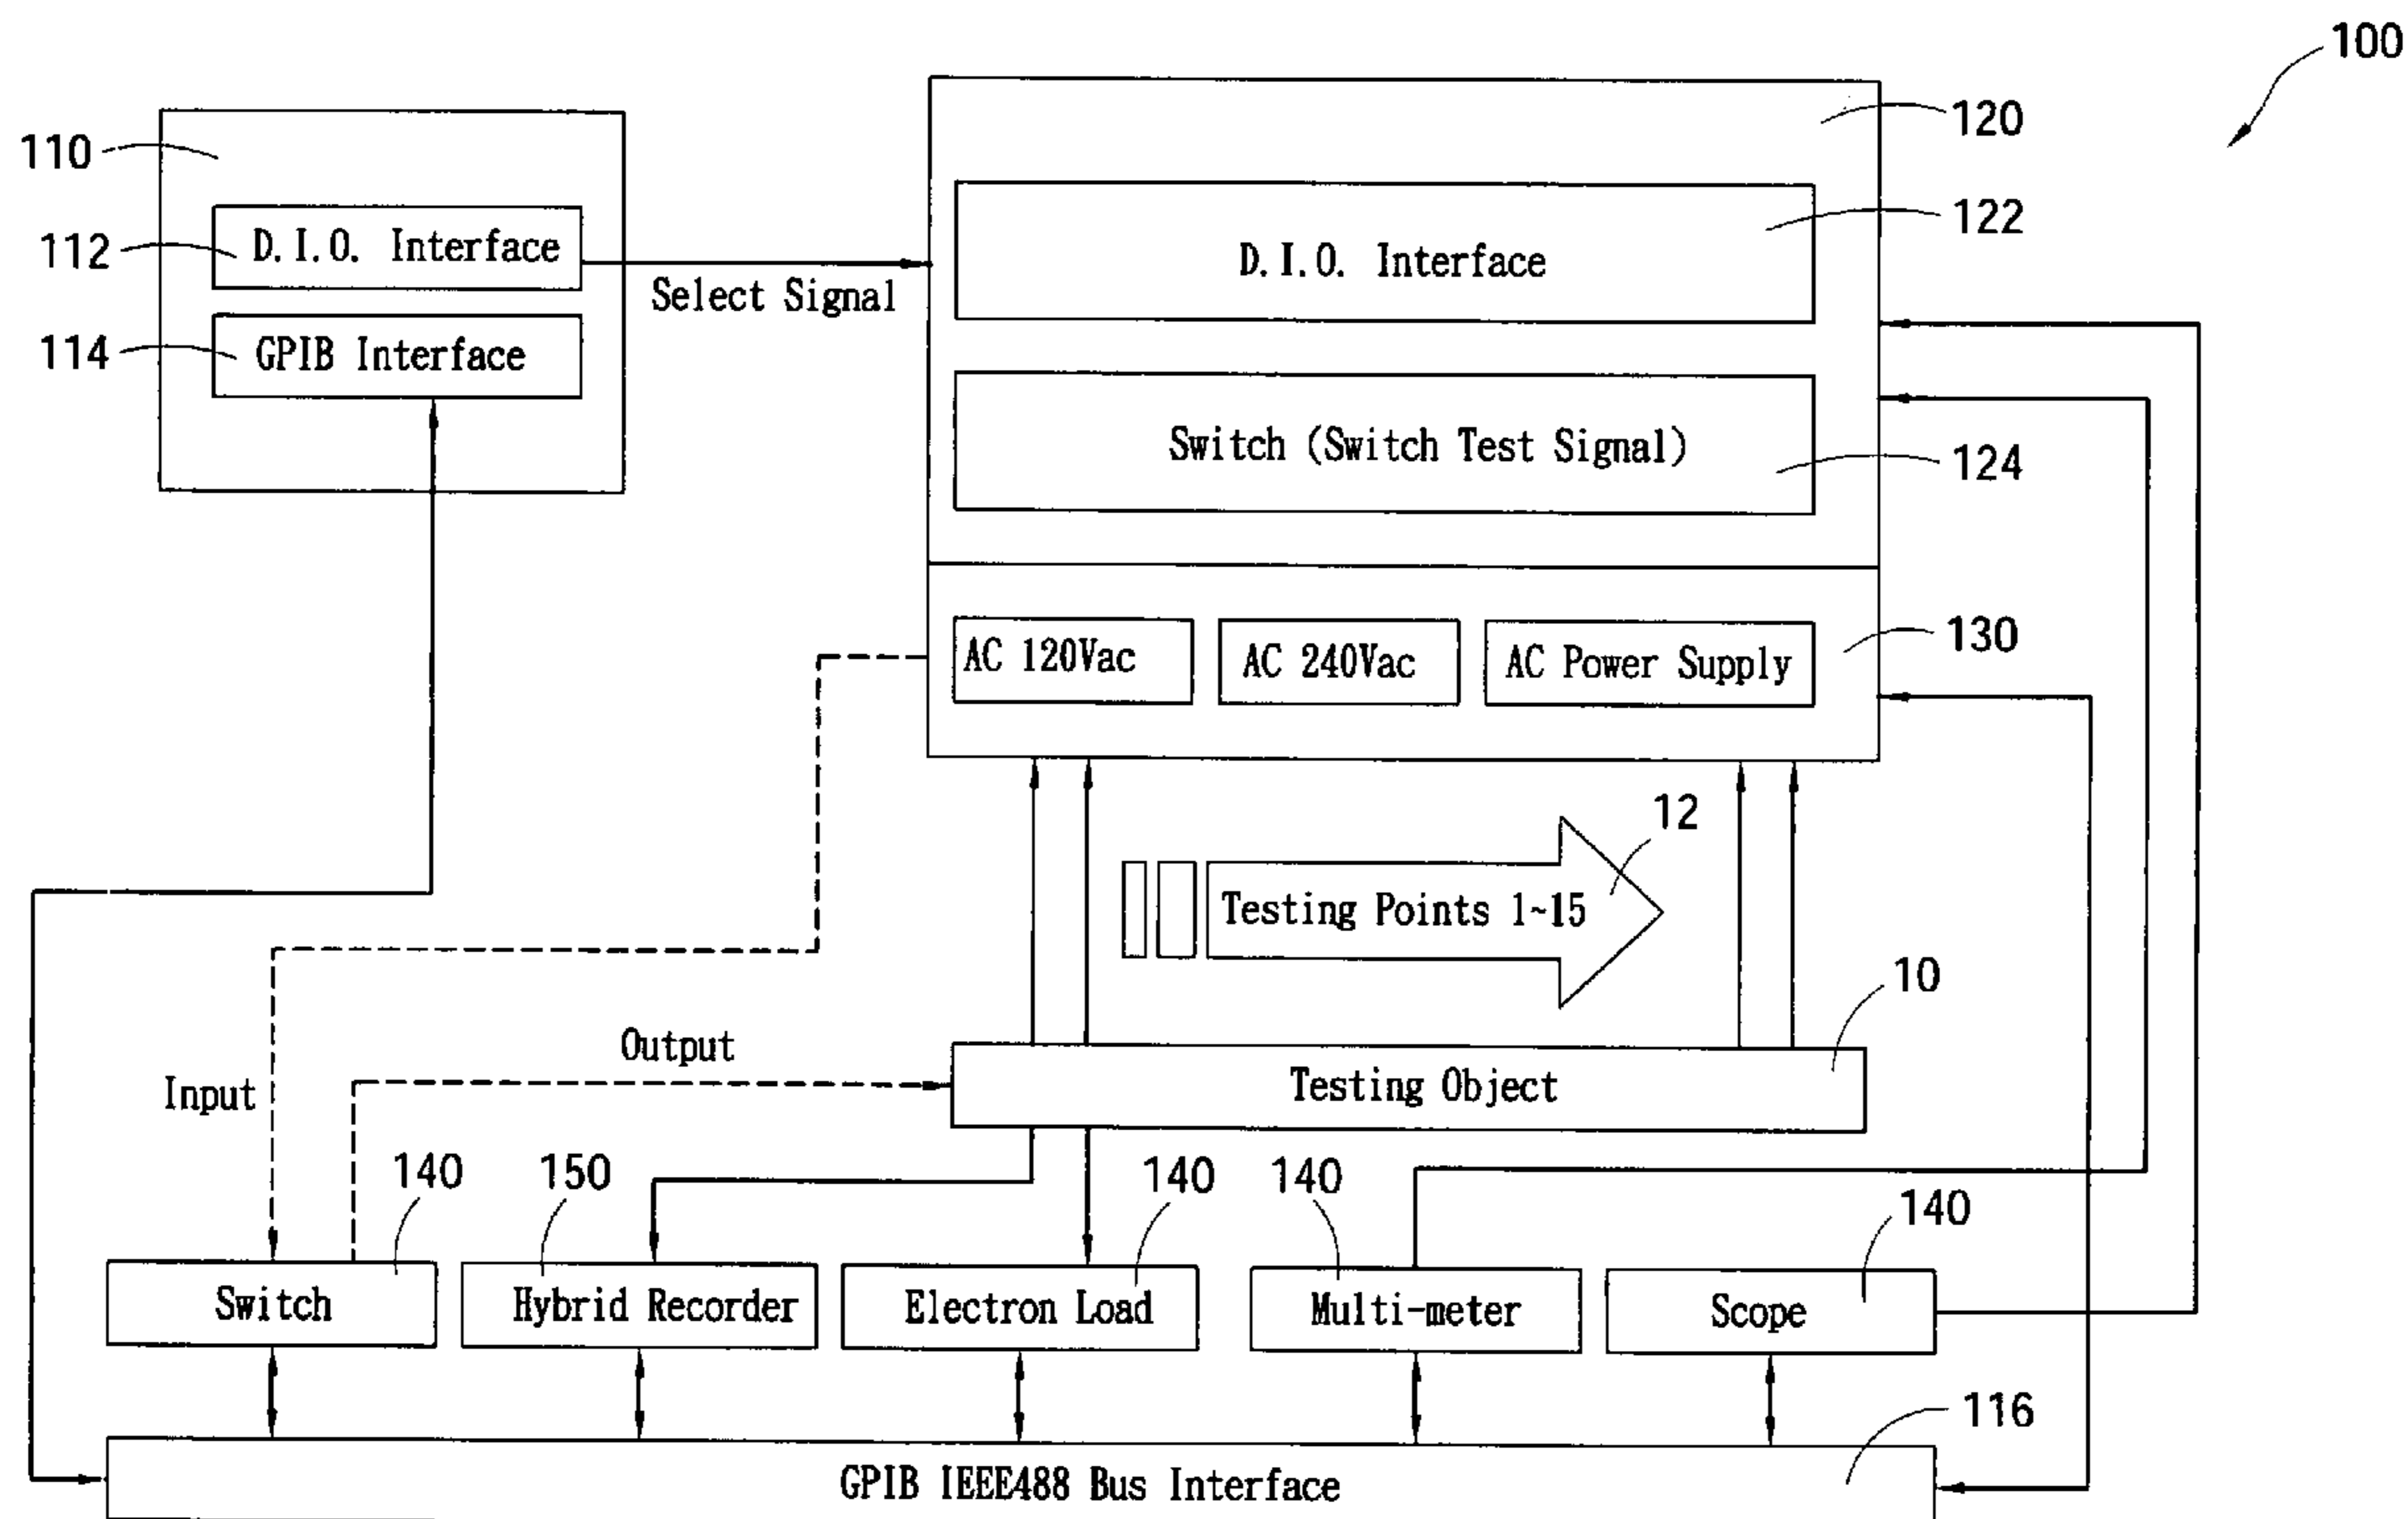 100
110
120
112
D.I.O. Interface
122
D.I.O. Interface
Select Signal
114
GPIB Interface
Switch (Switch Test Signal)
124
130
AC 120Vac
AC 240Vac
AC Power Supply
12
Testing Points 1~15
10
Output
Input
Testing Object
140
150
140
140
140
Switch
Hybrid Recorder
Electron Load
Multi-meter
Scope
116
GPIB IEEE488 Bus Interface